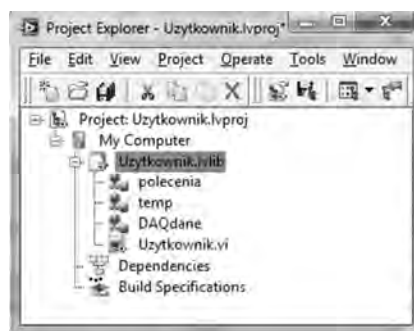 Project Explorer - Uzytkownik.lvproj*
File Edit View Project Operate Tools Window
Project: Uzytkownik.lvproj
My Computer
Uzytkownik.lvlib
polecenia
temp
DAQdane
Uzytkownik.vi
Dependencies
Build Specifications